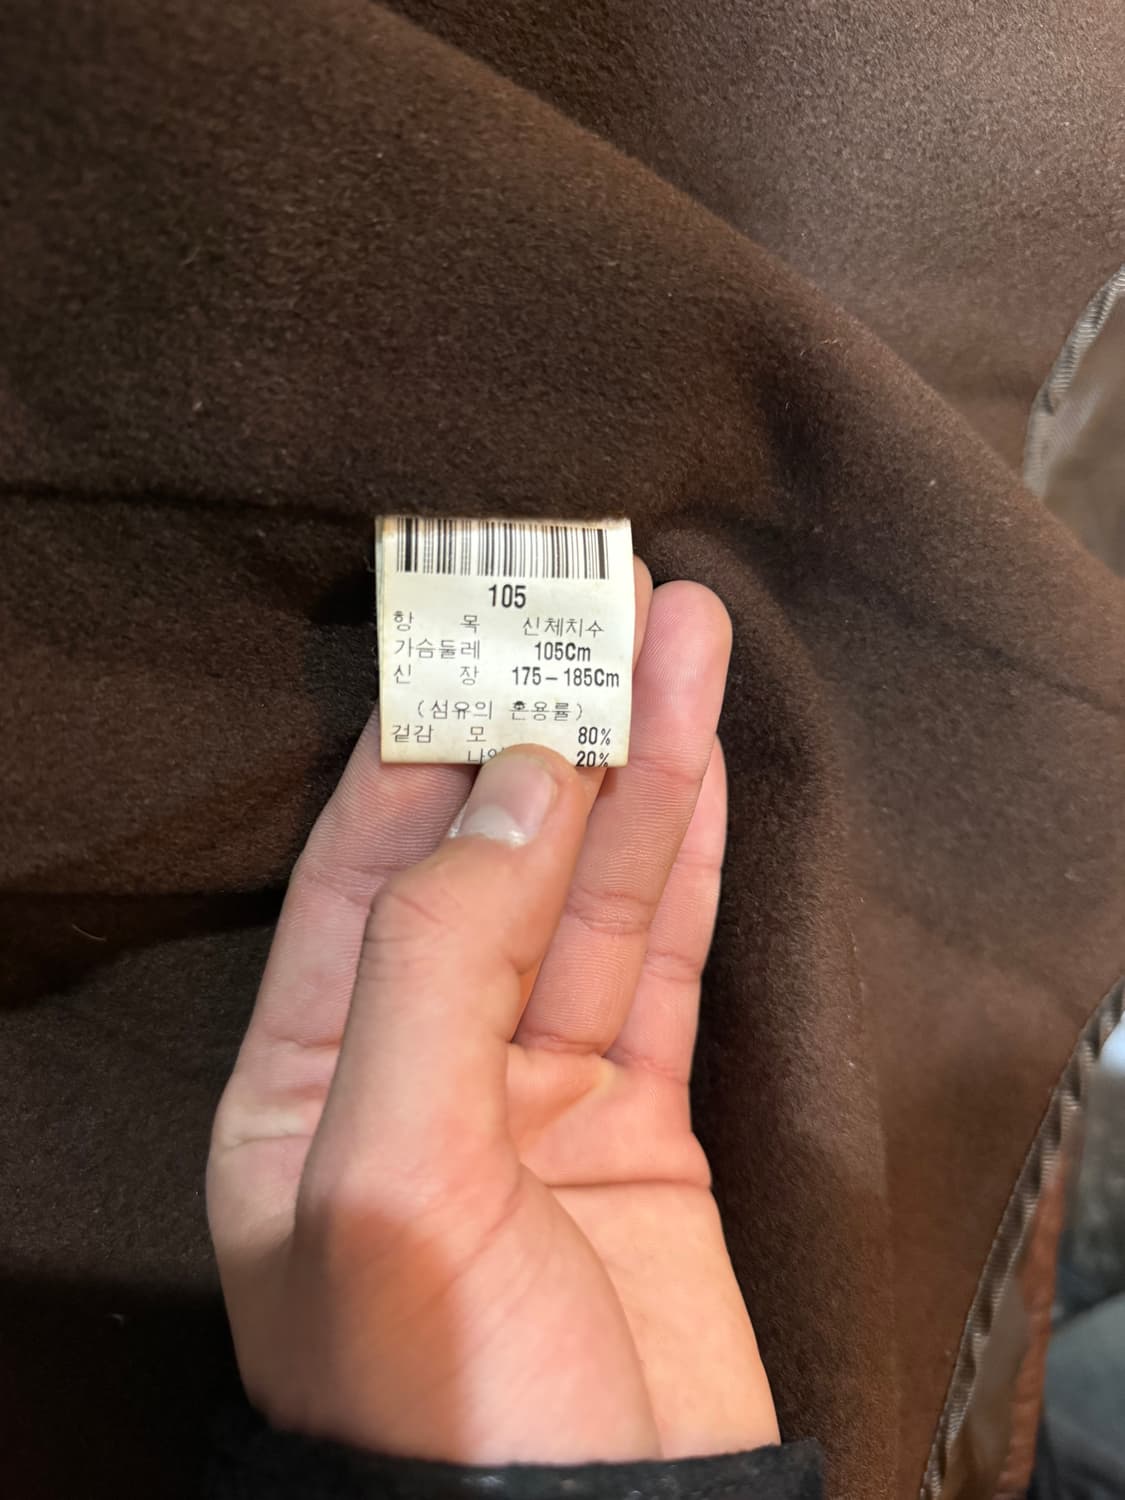 105
항 목 신체치수
가슴둘레 105Cm
신 장 175-185Cm
(섬유의 혼용률)
겉감 모 80%
20%